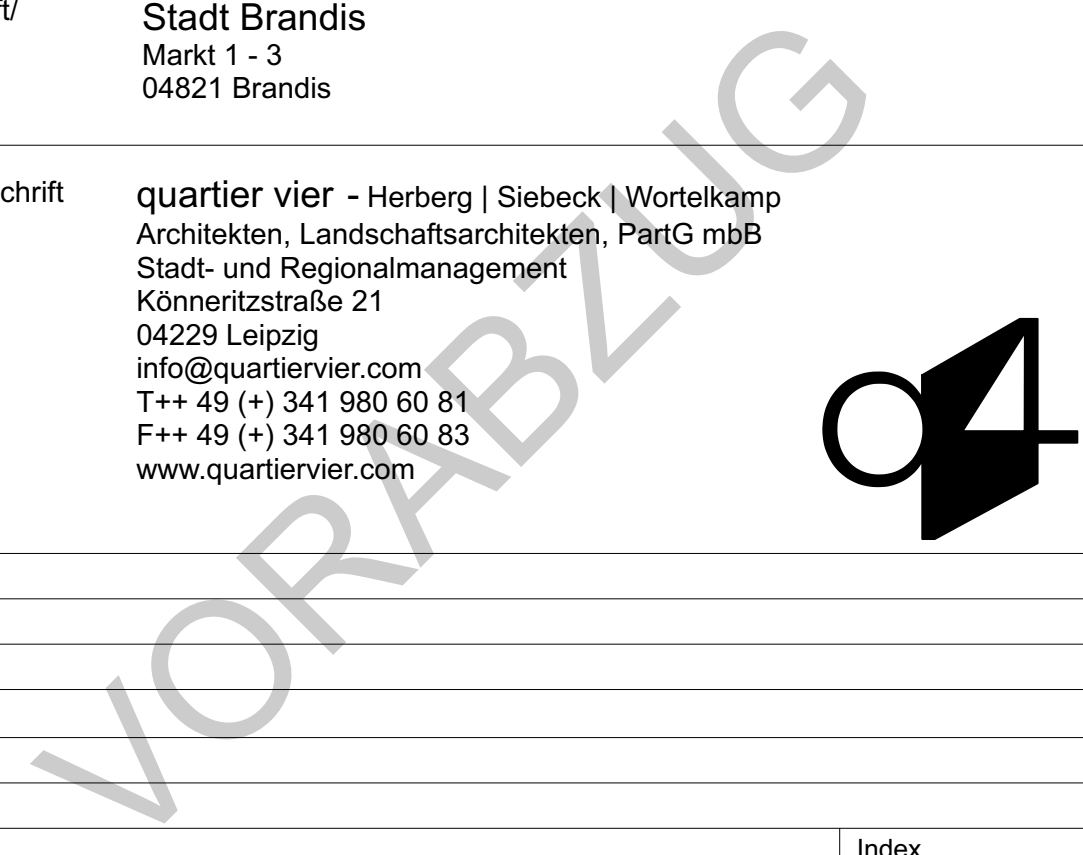 ft/
Stadt Brandis
Markt 1 - 3
04821 Brandis
chrift
quartier vier - Herberg | Siebeck | Wortelkamp
Architekten, Landschaftsarchitekten, PartG mbB
Stadt- und Regionalmanagement
Könneritzstraße 21
04229 Leipzig
info@quartiervier.com
T++ 49 (+) 341 980 60 81
F++ 49 (+) 341 980 60 83
www.quartiervier.com
q4
VORABZUG
Index